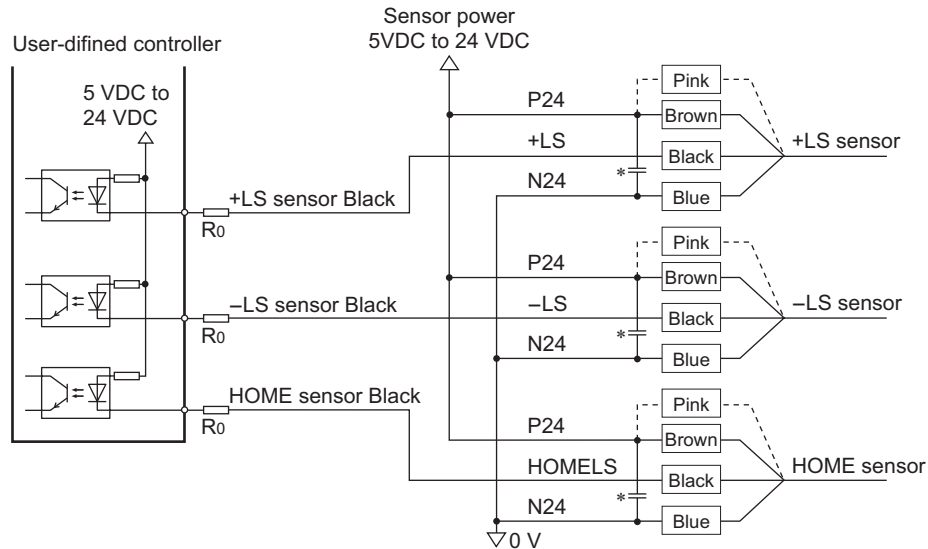 Sensor power
5VDC to 24 VDC
User-difined controller
5 VDC to
24 VDC
+LS sensor Black
R0
–LS sensor Black
R0
HOME sensor Black
R0
P24
+LS
N24
*
Pink
Brown
Black
Blue
+LS sensor
P24
–LS
N24
*
Pink
Brown
Black
Blue
–LS sensor
P24
HOMELS
N24
*
Pink
Brown
Black
Blue
HOME sensor
0 V